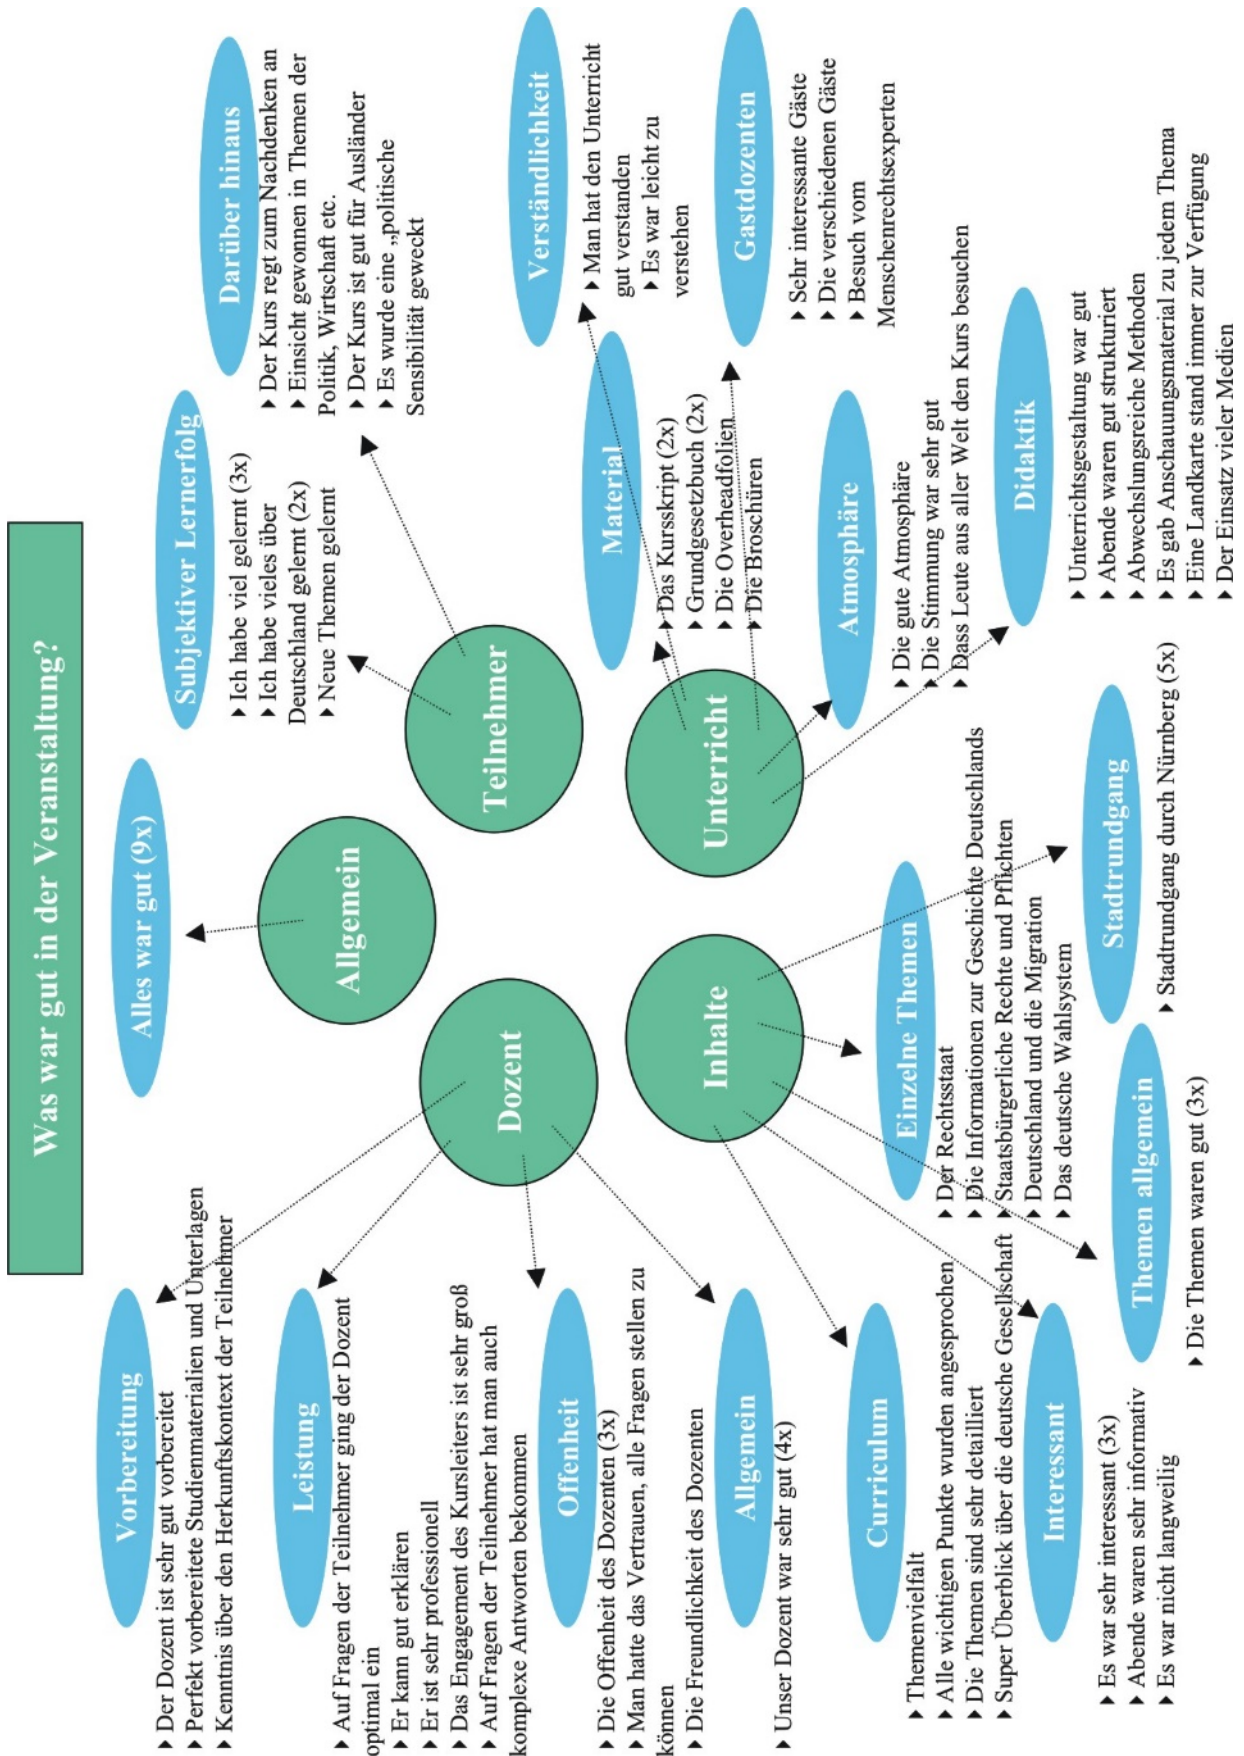 Was war gut in der Veranstaltung?
Alles war gut (9x)
Allgemein
Vorbereitung
▸ Der Dozent ist sehr gut vorbereitet
▸ Perfekt vorbereitete Studienmaterialien und Unterlagen
▸ Kenntnis über den Herkunftskontext der Teilnehmer
Leistung
▸ Auf Fragen der Teilnehmer ging der Dozent
optimal ein
▸ Er kann gut erklären
▸ Er ist sehr professionell
▸ Das Engagement des Kursleiters ist sehr groß
▸ Auf Fragen der Teilnehmer hat man auch
komplexe Antworten bekommen
Dozent
Offenheit
▸ Die Offenheit des Dozenten (3x)
▸ Man hatte das Vertrauen, alle Fragen stellen zu
können
▸ Die Freundlichkeit des Dozenten
Allgemein
▸ Unser Dozent war sehr gut (4x)
Subjektiver Lernerfolg
▸ Ich habe viel gelernt (3x)
▸ Ich habe vieles über
Deutschland gelernt (2x)
▸ Neue Themen gelernt
Darüber hinaus
▸ Der Kurs regt zum Nachdenken an
▸ Einsicht gewonnen in Themen der
Politik, Wirtschaft etc.
▸ Der Kurs ist gut für Ausländer
▸ Es wurde eine „politische
Sensibilität geweckt
Teilnehmer
Inhalte
Curriculum
▸ Themenvielfalt
▸ Alle wichtigen Punkte wurden angesprochen
▸ Die Themen sind sehr detailliert
▸ Super Überblick über die deutsche Gesellschaft
Interessant
▸ Es war sehr interessant (3x)
▸ Abende waren sehr informativ
▸ Es war nicht langweilig
Einzelne Themen
▸ Der Rechtsstaat
▸ Die Informationen zur Geschichte Deutschlands
▸ Staatsbürgerliche Rechte und Pflichten
▸ Deutschland und die Migration
▸ Das deutsche Wahlsystem
Themen allgemein
▸ Die Themen waren gut (3x)
Stadtrundgang
▸ Stadtrundgang durch Nürnberg (5x)
Unterricht
Material
▸ Das Kursskript (2x)
▸ Grundgesetzbuch (2x)
▸ Die Overheadfolien
▸ Die Broschüren
Verständlichkeit
▸ Man hat den Unterricht
gut verstanden
▸ Es war leicht zu
verstehen
Gastdozenten
▸ Sehr interessante Gäste
▸ Die verschiedenen Gäste
▸ Besuch vom
Menschenrechtsexperten
Atmosphäre
▸ Die gute Atmosphäre
▸ Die Stimmung war sehr gut
▸ Dass Leute aus aller Welt den Kurs besuchen
Didaktik
▸ Unterrichtsgestaltung war gut
▸ Abende waren gut strukturiert
▸ Abwechslungsreiche Methoden
▸ Es gab Anschauungsmaterial zu jedem Thema
▸ Eine Landkarte stand immer zur Verfügung
▸ Der Einsatz vieler Medien